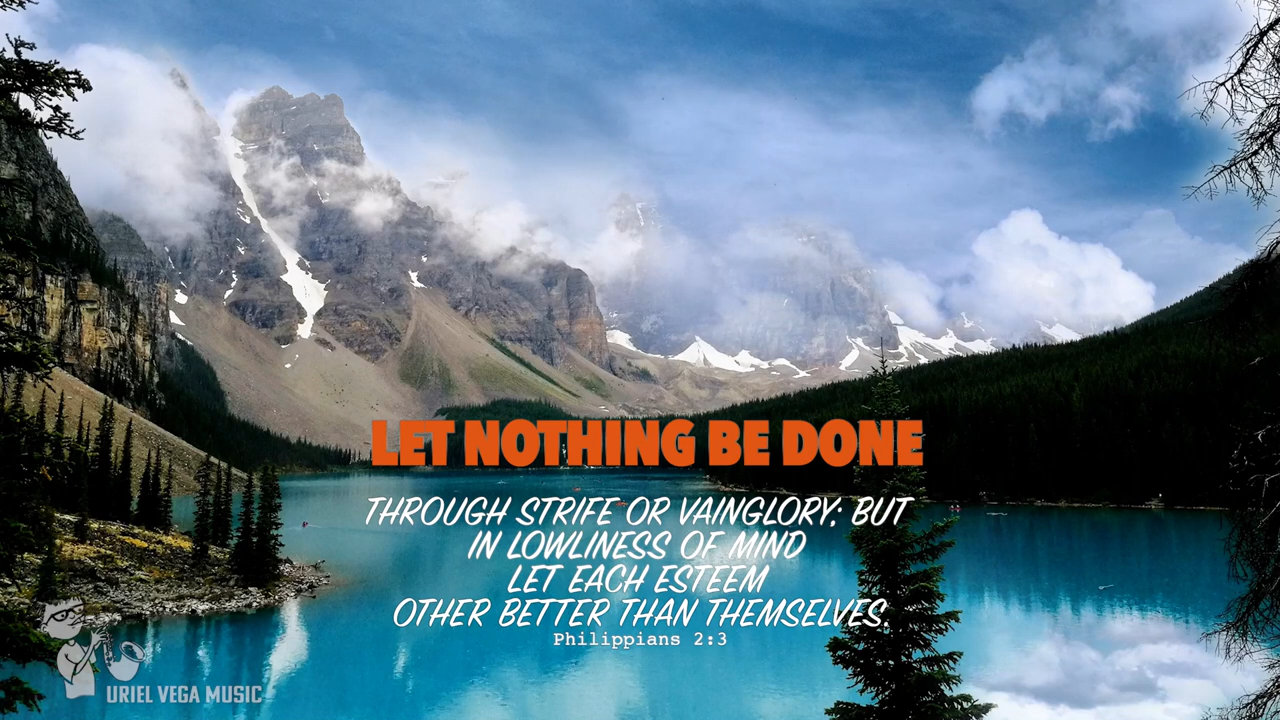 LET NOTHING BE DONE
THROUGH STRIFE OR VAINGLORY; BUT
IN LOWLINESS OF MIND
LET EACH ESTEEM
OTHER BETTER THAN THEMSELVES.
Philippians 2:3
URIEL VEGA MUSIC